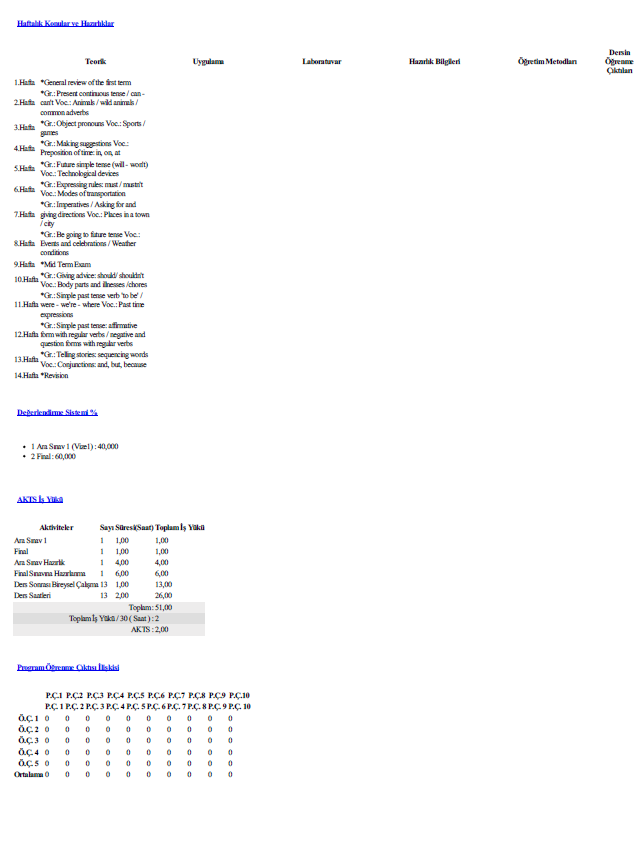 Haftalık Konular ve Hazırlıklar
Teorik Uygulama Laboratuvar Hazırlık Bilgileri Öğretim Metodları Dersin Öğrenme Çıktıları
1.Hafta *General review of the first term
2.Hafta *Gr.: Present continuous tense / can -
can't Voc.: Animals / wild animals /
common adverbs
3.Hafta *Gr.: Object pronouns Voc.: Sports /
games
4.Hafta *Gr.: Making suggestions Voc.:
Preposition of time: in, on, at
5.Hafta *Gr.: Future simple tense (will - won't)
Voc.: Technological devices
6.Hafta *Gr.: Expressing rules: must / mustn't
Voc.: Modes of transportation
7.Hafta *Gr.: Imperatives / Asking for and
giving directions Voc.: Places in a town
/ city
8.Hafta *Gr.: Be going to future tense Voc.:
Events and celebrations / Weather
conditions
9.Hafta *Mid Term Exam
10.Hafta *Gr.: Giving advice: should/ shouldn't
Voc.: Body parts and illnesses /chores
11.Hafta *Gr.: Simple past tense verb 'to be' /
were - we're - where Voc.: Past time
expressions
12.Hafta *Gr.: Simple past tense: affirmative
form with regular verbs / negative and
question forms with regular verbs
13.Hafta *Gr.: Telling stories: sequencing words
Voc.: Conjunctions: and, but, because
14.Hafta *Revision
Değerlendirme Sistemi %
• 1 Ara Sınav 1 (Vize1) : 40,000
• 2 Final : 60,000
AKTS İş Yükü
Aktiviteler Sayı Süresi(Saat) Toplam İş Yükü
Ara Sınav 1 1 1,00 1,00
Final 1 1,00 1,00
Ara Sınav Hazırlık 1 4,00 4,00
Final Sınavına Hazırlanma 1 6,00 6,00
Ders Sonrası Bireysel Çalışma 13 1,00 13,00
Ders Saatleri 13 2,00 26,00
Toplam : 51,00
Toplam İş Yükü / 30 ( Saat ) : 2
AKTS : 2,00
Program Öğrenme Çıktısı İlişkisi
P.Ç.1 P.Ç.2 P.Ç.3 P.Ç.4 P.Ç.5 P.Ç.6 P.Ç.7 P.Ç.8 P.Ç.9 P.Ç.10
P.Ç. 1 P.Ç. 2 P.Ç. 3 P.Ç. 4 P.Ç. 5 P.Ç. 6 P.Ç. 7 P.Ç. 8 P.Ç. 9 P.Ç. 10
Ö.Ç. 1 0 0 0 0 0 0 0 0 0 0
Ö.Ç. 2 0 0 0 0 0 0 0 0 0 0
Ö.Ç. 3 0 0 0 0 0 0 0 0 0 0
Ö.Ç. 4 0 0 0 0 0 0 0 0 0 0
Ö.Ç. 5 0 0 0 0 0 0 0 0 0 0
Ortalama 0 0 0 0 0 0 0 0 0 0